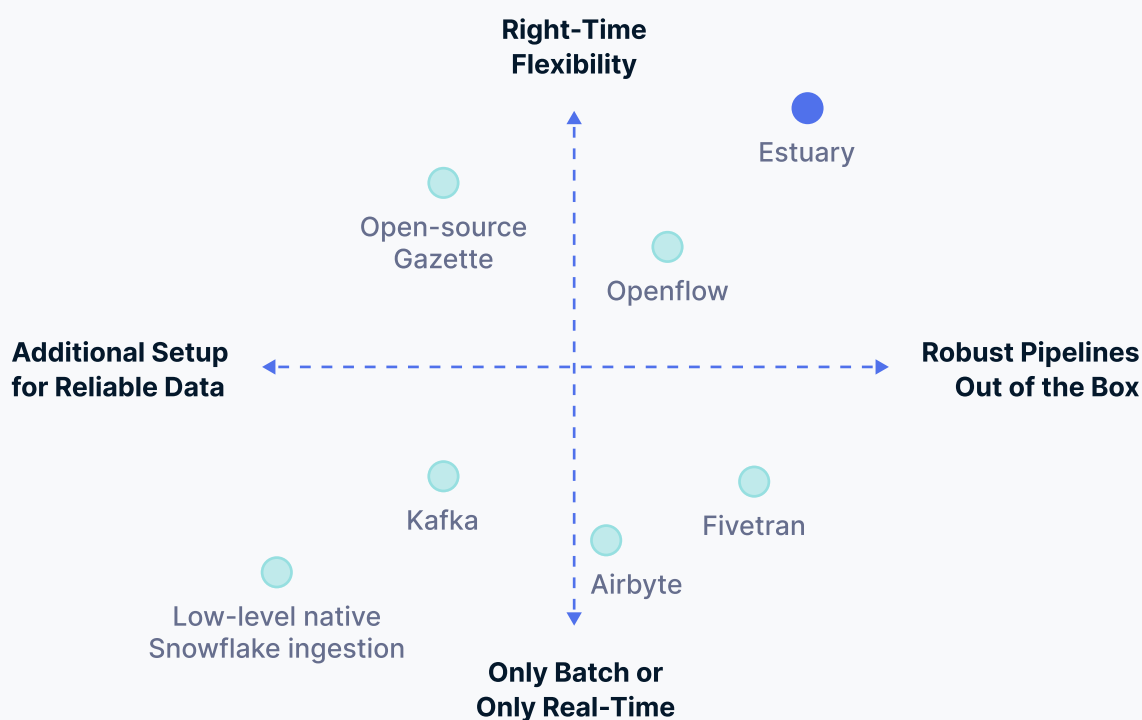 Right-Time
Flexibility
Estuary
Open-source
Gazette
Openflow
Additional Setup
for Reliable Data
Robust Pipelines
Out of the Box
Kafka
Fivetran
Airbyte
Low-level native
Snowflake ingestion
Only Batch or
Only Real-Time